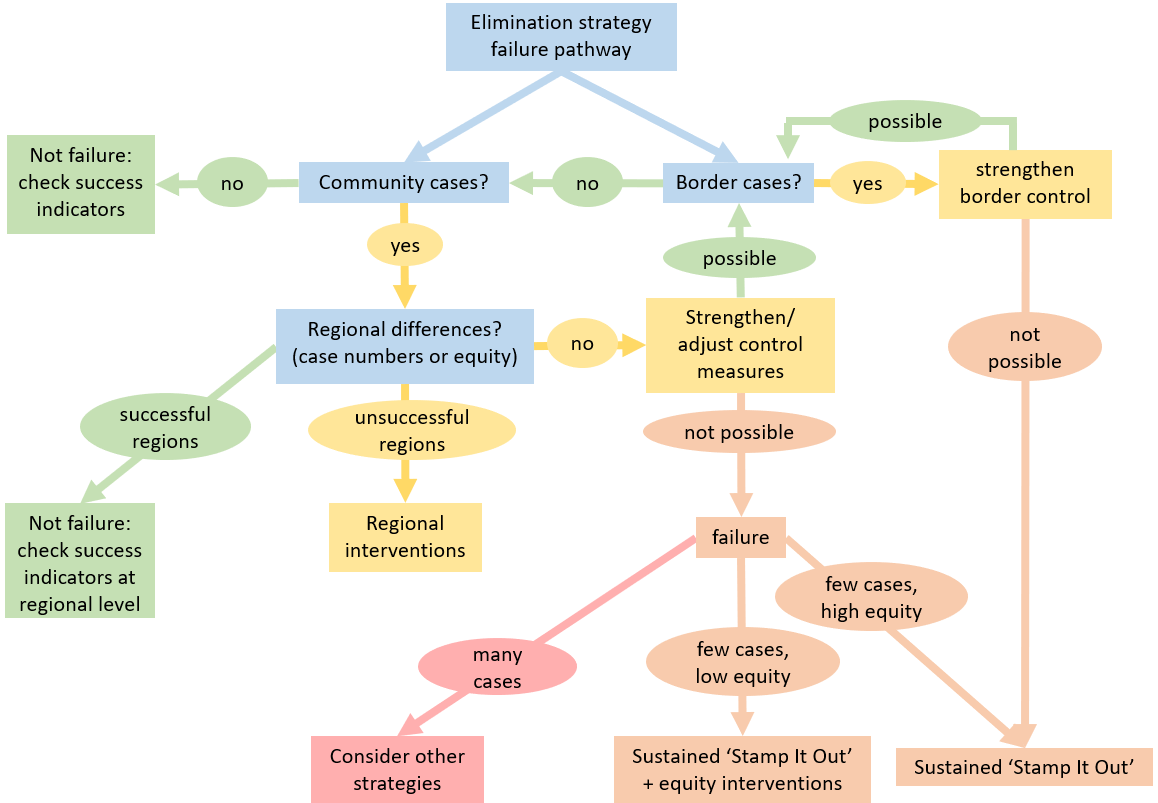 Elimination strategy
failure pathway
possible
Not failure:
check success
indicators
no
Community cases?
no
Border cases?
yes
strengthen
border control
yes
possible
Regional differences?
(case numbers or equity)
no
Strengthen/
adjust control
measures
not
possible
successful
regions
unsuccessful
regions
not possible
Not failure:
check success
indicators at
regional level
Regional
interventions
failure
few cases,
high equity
many
cases
few cases,
low equity
Consider other
strategies
Sustained ‘Stamp It Out’
+ equity interventions
Sustained ‘Stamp It Out’